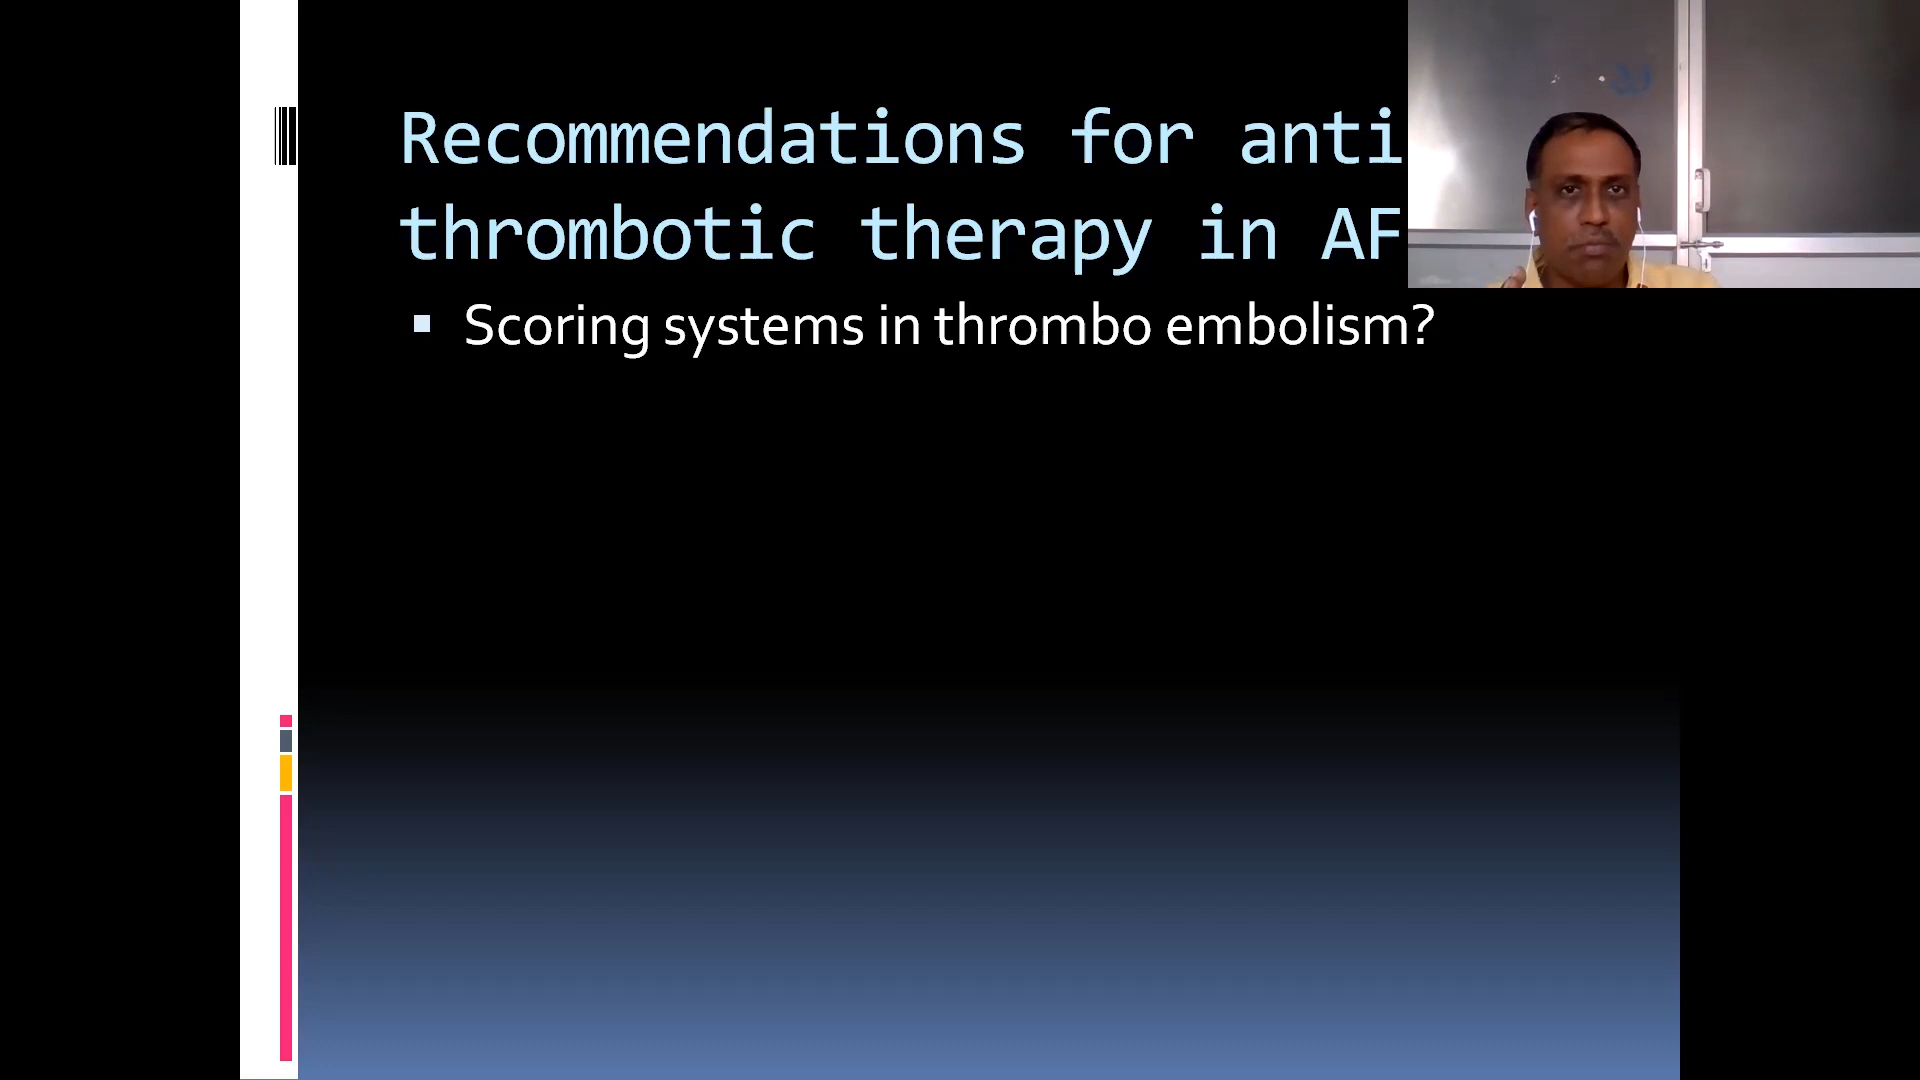 Recommendations for anti
thrombotic therapy in AF
Scoring systems in thrombo embolism?